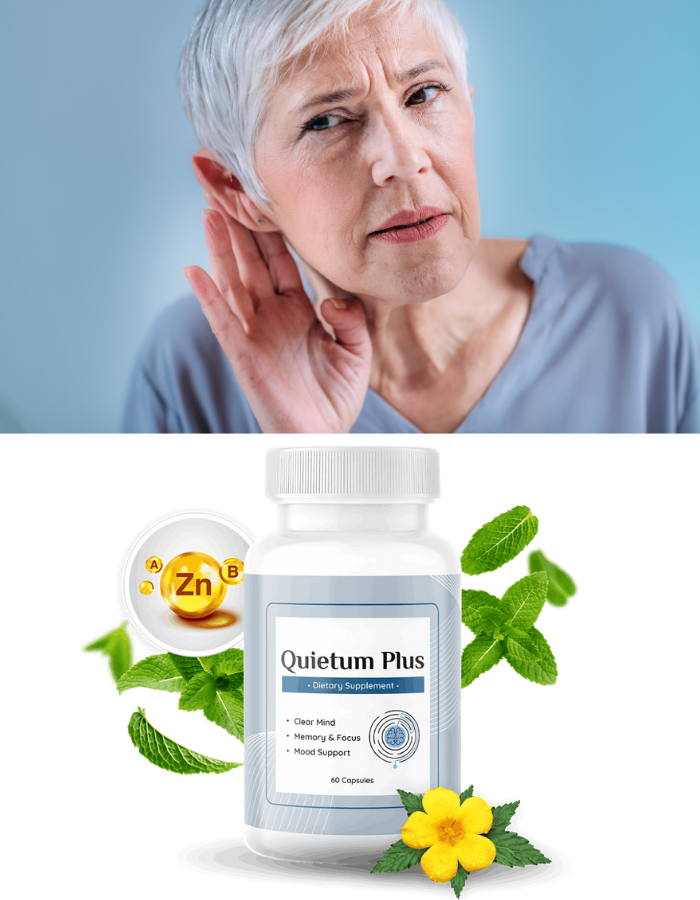 A
Zn
B
Quietum Plus
• Dietary Supplement •
• Clear Mind
• Memory & Focus
• Mood Support
60 Capsules